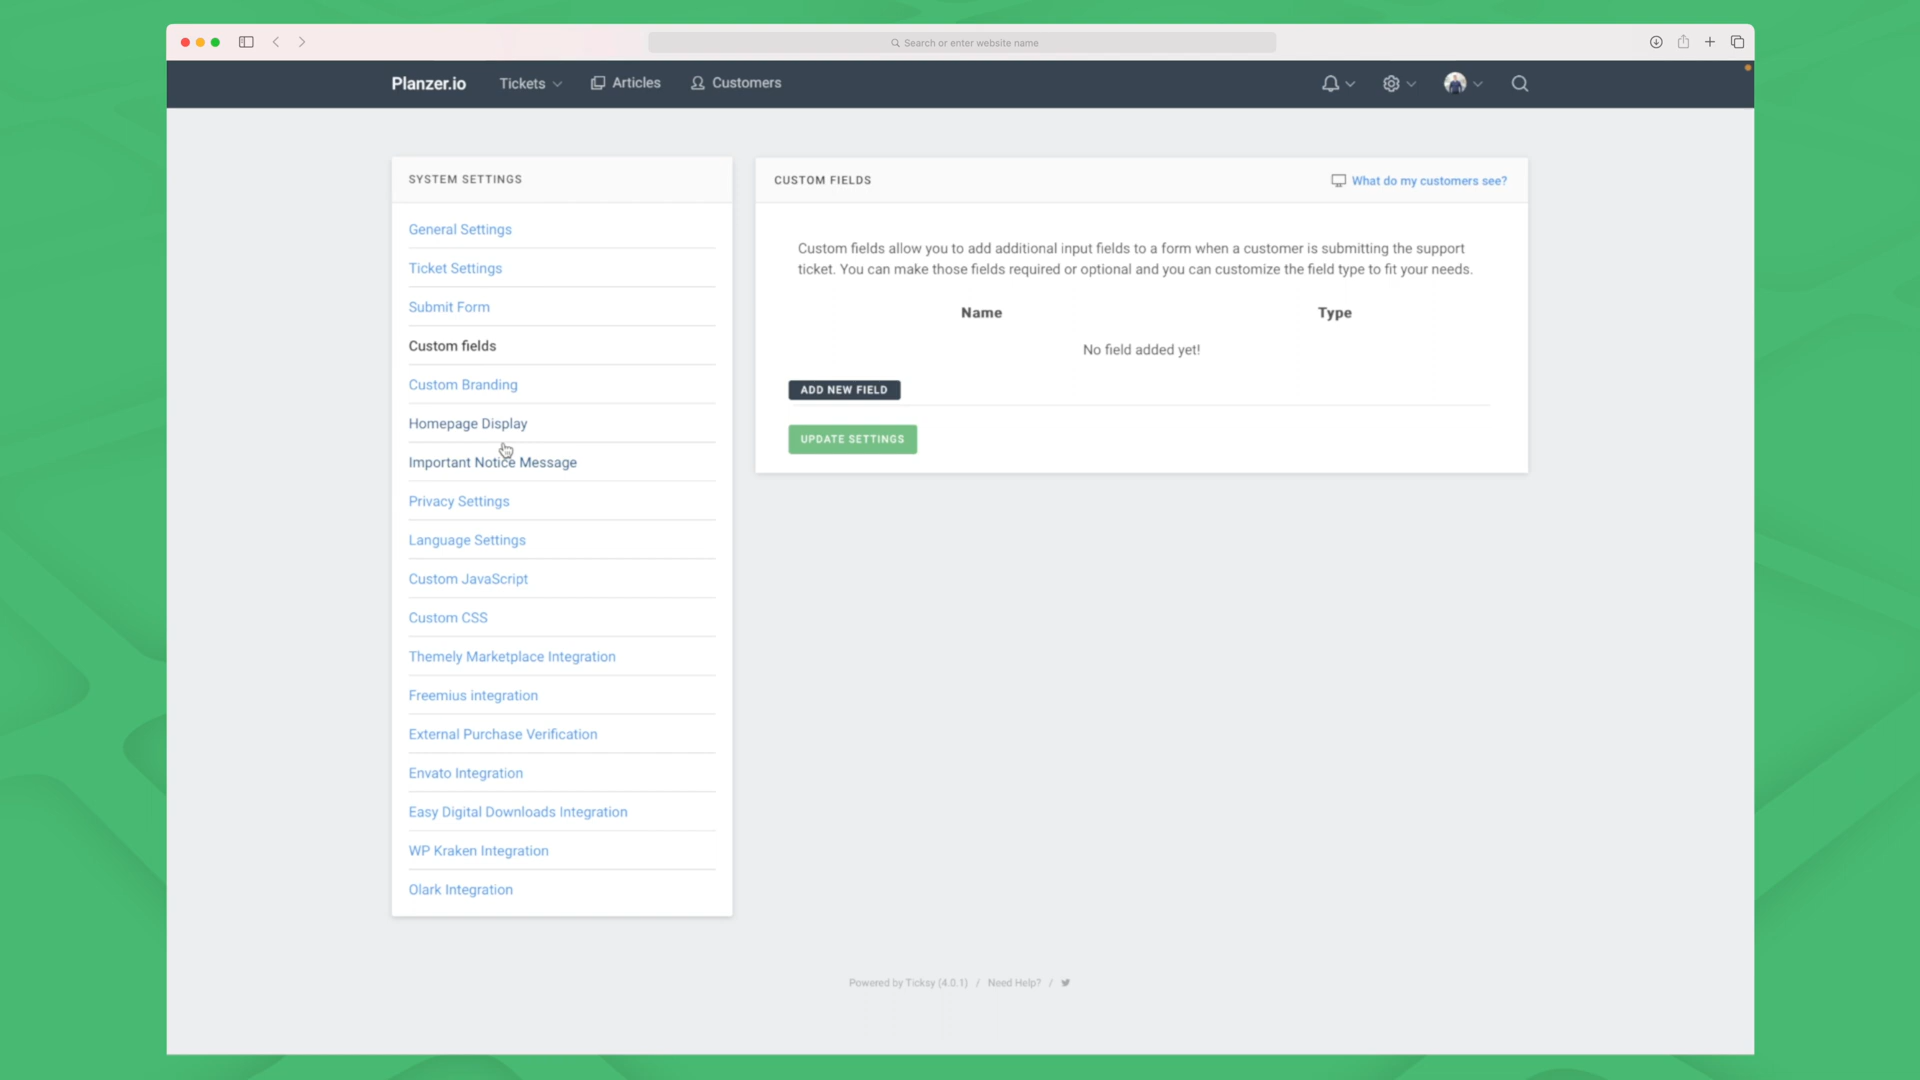 Search or enter website name
Planzer.io
Tickets
Articles
Customers
SYSTEM SETTINGS
General Settings
Ticket Settings
Submit Form
Custom fields
Custom Branding
Homepage Display
Important Notice Message
Privacy Settings
Language Settings
Custom JavaScript
Custom CSS
Themely Marketplace Integration
Freemius integration
External Purchase Verification
Envato Integration
Easy Digital Downloads Integration
WP Kraken Integration
Olark Integration
CUSTOM FIELDS
What do my customers see?
Custom fields allow you to add additional input fields to a form when a customer is submitting the support
ticket. You can make those fields required or optional and you can customize the field type to fit your needs.
Name Type
No field added yet!
ADD NEW FIELD
UPDATE SETTINGS
Powered by Ticksy (4.0.1) / Need Help? /